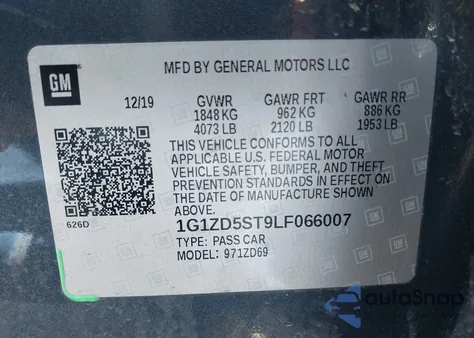 GM
MFD BY GENERAL MOTORS LLC
12/19 GVWR GAWR FRT GAWR RR
1848 KG 962 KG 886 KG
4073 LB 2120 LB 1953 LB
THIS VEHICLE CONFORMS TO ALL
APPLICABLE U.S. FEDERAL MOTOR
VEHICLE SAFETY, BUMPER, AND THEFT
PREVENTION STANDARDS IN EFFECT ON
THE DATE OF MANUFACTURE SHOWN
ABOVE.
626D
1G1ZD5ST9LF066007
TYPE: PASS CAR
MODEL: 971ZD69
autoSnap